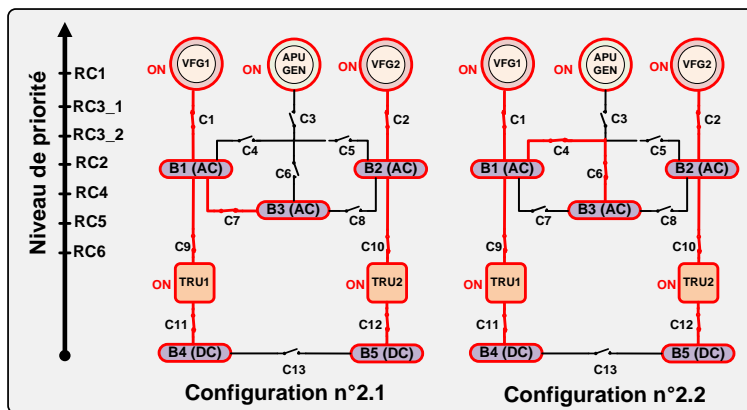 Niveau de priorité
RC1
RC3_1
RC3_2
RC2
RC4
RC5
RC6
ON
VFG1
ON
APU
GEN
ON
VFG2
C1
C3
C2
C4
C5
B1 (AC)
C6
B2 (AC)
B3 (AC)
C7
C8
C9
C10
ON
TRU1
ON
TRU2
C11
C12
B4 (DC)
B5 (DC)
C13
Configuration n°2.1
ON
VFG1
ON
APU
GEN
ON
VFG2
C1
C3
C2
C4
C5
B1 (AC)
C6
B2 (AC)
B3 (AC)
C7
C8
C9
C10
ON
TRU1
ON
TRU2
C11
C12
B4 (DC)
B5 (DC)
C13
Configuration n°2.2